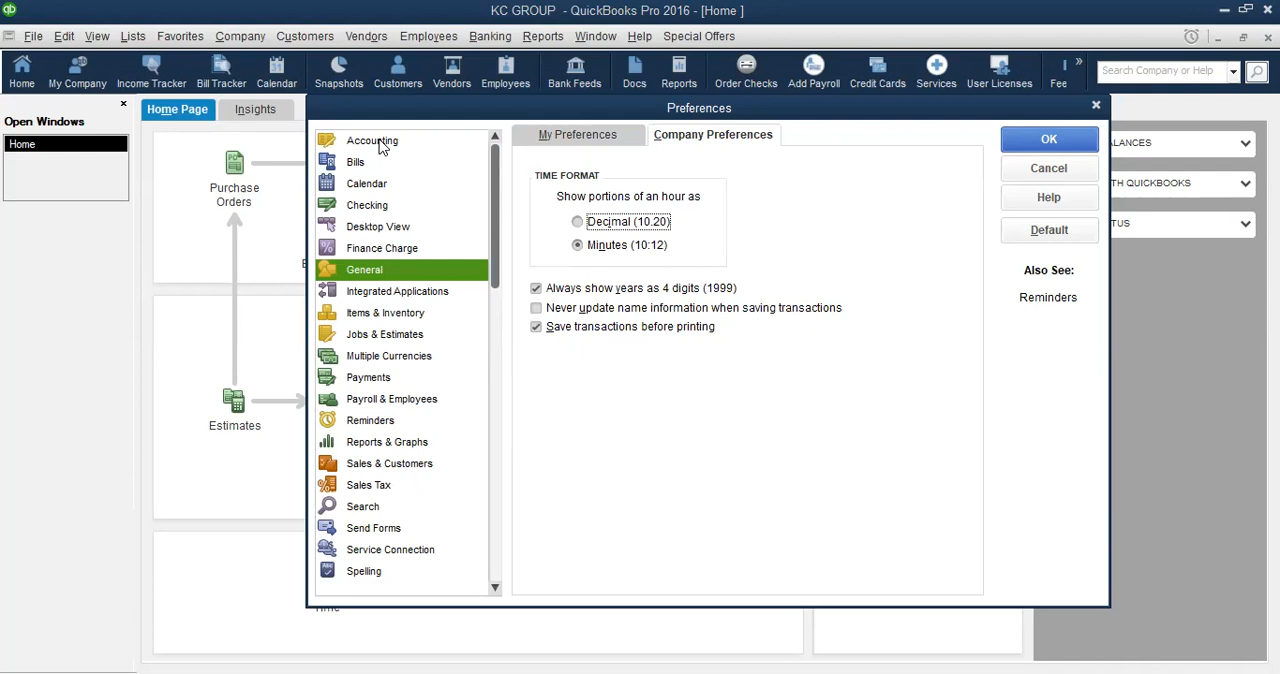 qb
KC GROUP - QuickBooks Pro 2016 - [Home ]
File Edit View Lists Favorites Company Customers Vendors Employees Banking Reports Window Help Special Offers
Home My Company Income Tracker Bill Tracker Calendar Snapshots Customers Vendors Employees Bank Feeds Docs Reports Order Checks Add Payroll Credit Cards Services User Licenses Fee
Search Company or Help
Open Windows
Home
Home Page Insights
Purchase
Orders
Estimates
Time
Preferences
Accounting
Bills
Calendar
Checking
Desktop View
Finance Charge
General
Integrated Applications
Items & Inventory
Jobs & Estimates
Multiple Currencies
Payments
Payroll & Employees
Reminders
Reports & Graphs
Sales & Customers
Sales Tax
Search
Send Forms
Service Connection
Spelling
My Preferences Company Preferences
TIME FORMAT
Show portions of an hour as
Decimal (10.20)
Minutes (10:12)
Always show years as 4 digits (1999)
Never update name information when saving transactions
Save transactions before printing
OK
Cancel
Help
Default
Also See:
Reminders
ALANCES
TH QUICKBOOKS
TUS